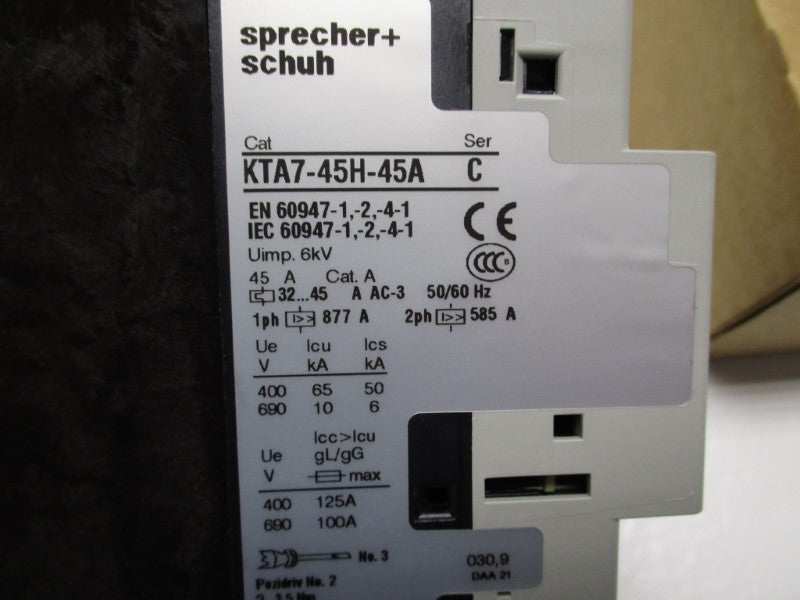 sprecher+
schuh
Cat Ser
KTA7-45H-45A C
EN 60947-1,-2,-4-1
IEC 60947-1,-2,-4-1
CE
Uimp. 6kV
CCC s
45 A Cat. A
32...45 A AC-3 50/60 Hz
1ph I>> 877 A 2ph I>> 585 A
Ue Icu Ics
V kA kA
400 65 50
690 10 6
Icc>Icu
Ue gL/gG
V max
400 125A
690 100A
No. 3
030,9
DAA 21
Pozidriv No. 2